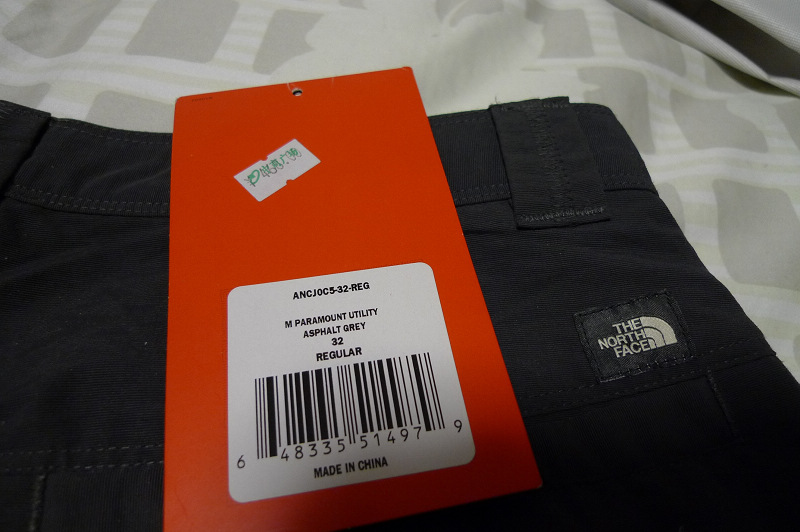 ANCJ0C5-32-REG
M PARAMOUNT UTILITY
ASPHALT GREY
32
REGULAR
6 48335 51497 9
MADE IN CHINA
THE
NORTH
FACE